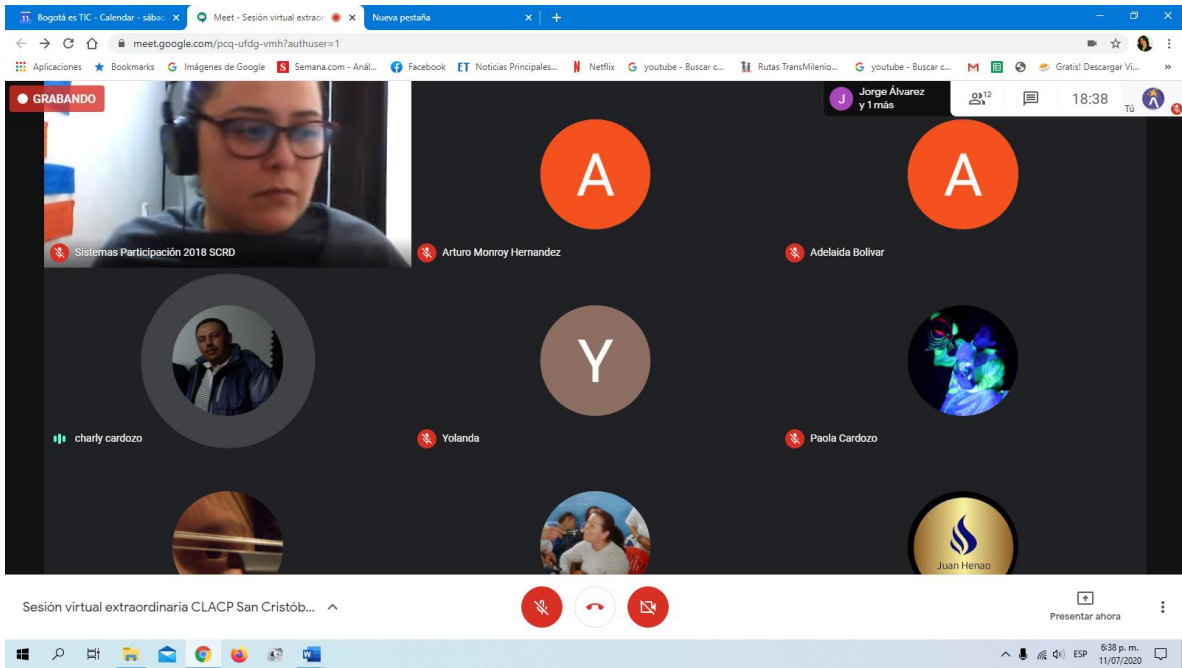 Bogotá es TIC - Calendar - sábad
Meet - Sesión virtual extraor
Nueva pestaña
meet.google.com/pcq-ufdg-vmh?authuser=1
Aplicaciones Bookmarks Imágenes de Google Semana.com - Anál... Facebook Noticias Principales... Netflix youtube - Buscar c... Rutas TransMilenio... youtube - Buscar c... Gratis! Descargar Vi...
GRABANDO
J
Jorge Álvarez
y 1 más
12
18:38
Tú
A
A
Sistemas Participación 2018 SCRD
Arturo Monroy Hernandez
Adelaida Bolivar
Y
charly cardozo
Yolanda
Paola Cardozo
Juan Henao
Sesión virtual extraordinaria CLACP San Cristób...
Presentar ahora
ESP
6:38 p. m.
11/07/2020